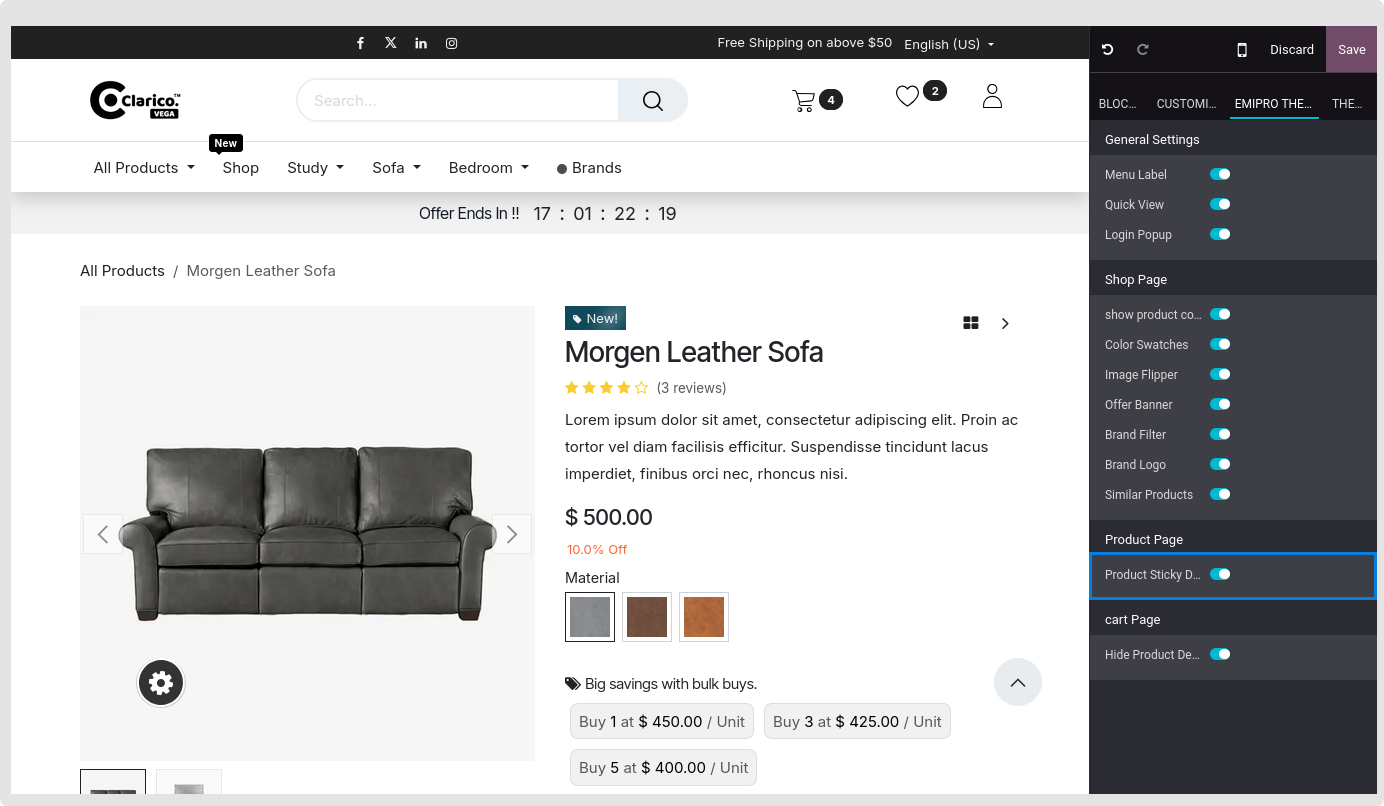 Free Shipping on above $50 English (US)
Discard Save
Clarico.™
VEGA
Search...
4
2
BLOC... CUSTOMI... EMIPRO THE... THE...
New
All Products Shop Study Sofa Bedroom Brands
Offer Ends In !! 17 : 01 : 22 : 19
All Products / Morgen Leather Sofa
New!
Morgen Leather Sofa
(3 reviews)
Lorem ipsum dolor sit amet, consectetur adipiscing elit. Proin ac
tortor vel diam facilisis efficitur. Suspendisse tincidunt lacus
imperdiet, finibus orci nec, rhoncus nisi.
$ 500.00
10.0% Off
Material
Big savings with bulk buys.
Buy 1 at $ 450.00 / Unit
Buy 3 at $ 425.00 / Unit
Buy 5 at $ 400.00 / Unit
General Settings
Menu Label
Quick View
Login Popup
Shop Page
show product co...
Color Swatches
Image Flipper
Offer Banner
Brand Filter
Brand Logo
Similar Products
Product Page
Product Sticky D...
cart Page
Hide Product De...